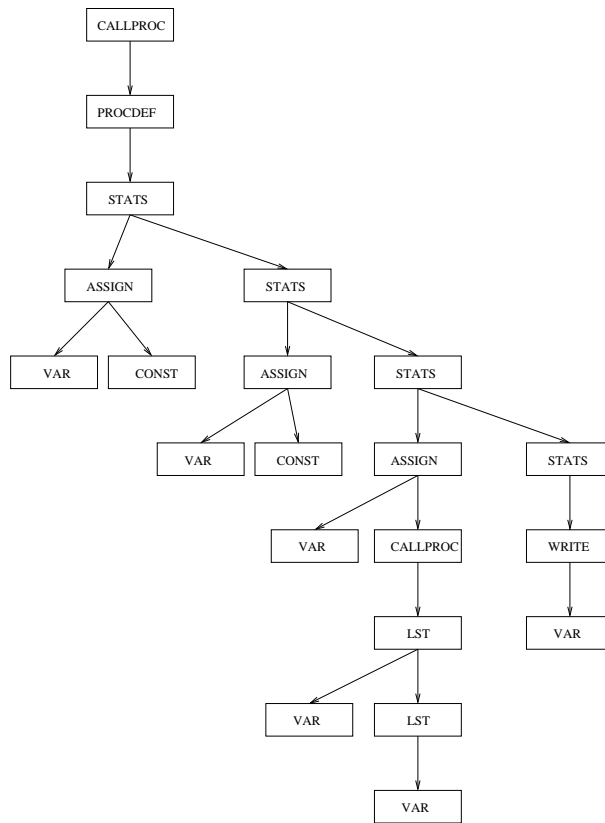 CALLPROC
PROCDEF
STATS
ASSIGN STATS
VAR CONST ASSIGN STATS
VAR CONST ASSIGN STATS
VAR CALLPROC WRITE
LST VAR
VAR LST
VAR